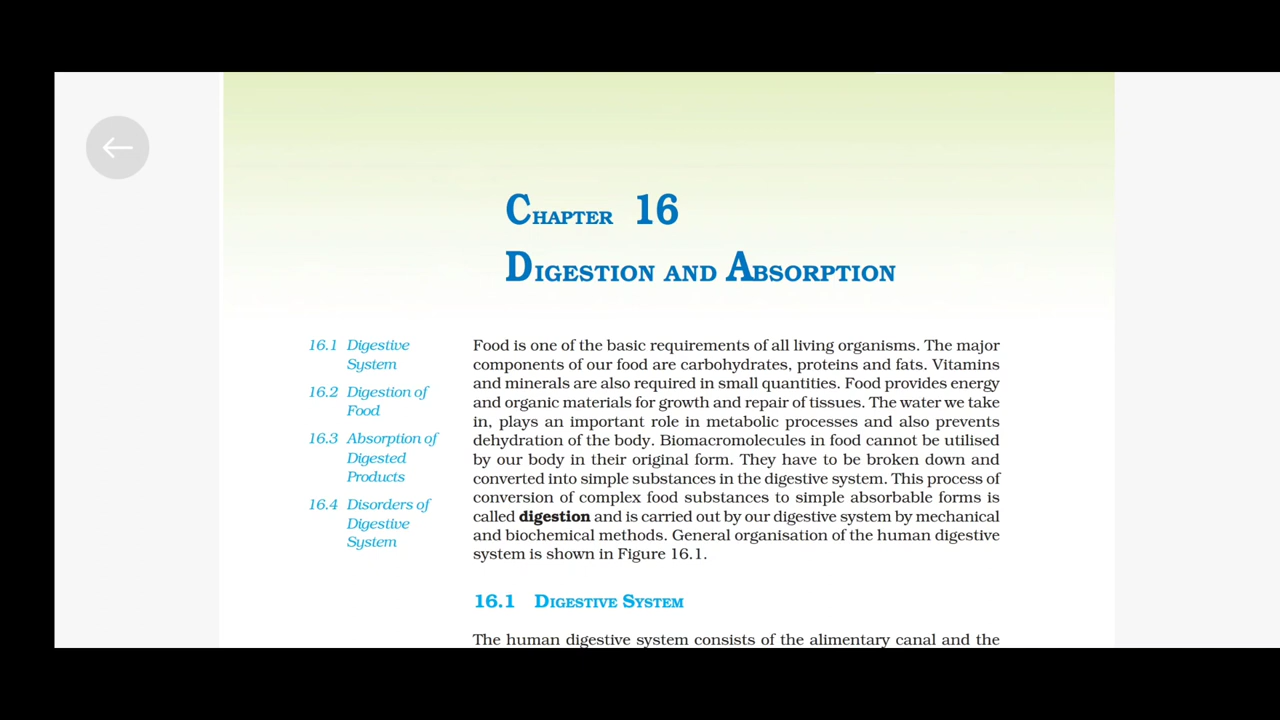 CHAPTER 16
DIGESTION AND ABSORPTION
16.1 Digestive
System
16.2 Digestion of
Food
16.3 Absorption of
Digested
Products
16.4 Disorders of
Digestive
System
Food is one of the basic requirements of all living organisms. The major
components of our food are carbohydrates, proteins and fats. Vitamins
and minerals are also required in small quantities. Food provides energy
and organic materials for growth and repair of tissues. The water we take
in, plays an important role in metabolic processes and also prevents
dehydration of the body. Biomacromolecules in food cannot be utilised
by our body in their original form. They have to be broken down and
converted into simple substances in the digestive system. This process of
conversion of complex food substances to simple absorbable forms is
called digestion and is carried out by our digestive system by mechanical
and biochemical methods. General organisation of the human digestive
system is shown in Figure 16.1.
16.1 DIGESTIVE SYSTEM
The human digestive system consists of the alimentary canal and the